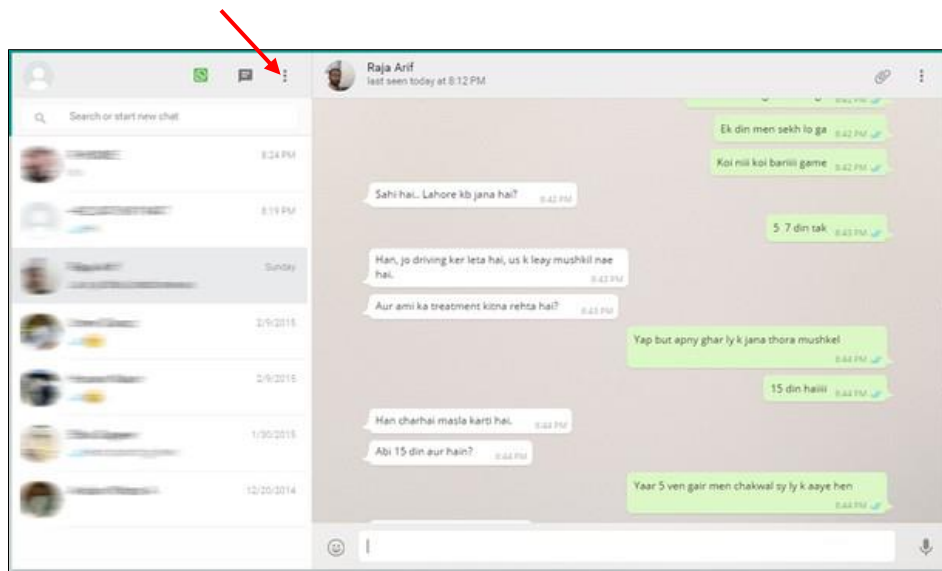 Raja Arif
last seen today at 8:12 PM
Search or start new chat
8:24 PM
8:19 PM
Sunday
2/9/2015
2/9/2015
1/30/2015
12/20/2014
8:42 PM
Ek din men sekh lo ga 8:42 PM
Koi niii koi bariiii game 8:42 PM
Sahi hai.. Lahore kb jana hai? 8:42 PM
5 7 din tak 8:43 PM
Han, jo driving ker leta hai, us k leay mushkil nae
hai. 8:43 PM
Aur ami ka treatment kitna rehta hai? 8:43 PM
Yap but apny ghar ly k jana thora mushkel
8:44 PM
15 din haiiii 8:44 PM
Han charhai masla karti hai. 8:44 PM
Abi 15 din aur hain? 8:44 PM
Yaar 5 ven gair men chakwal sy ly k aaye hen
8:44 PM